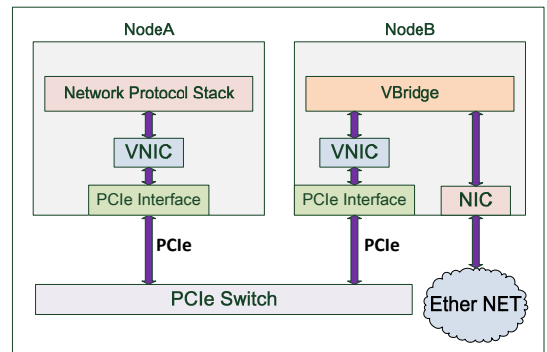 NodeA
NodeB
Network Protocol Stack
VBridge
VNIC
VNIC
PCIe Interface
PCIe Interface
NIC
PCIe
PCIe
PCIe Switch
Ether NET